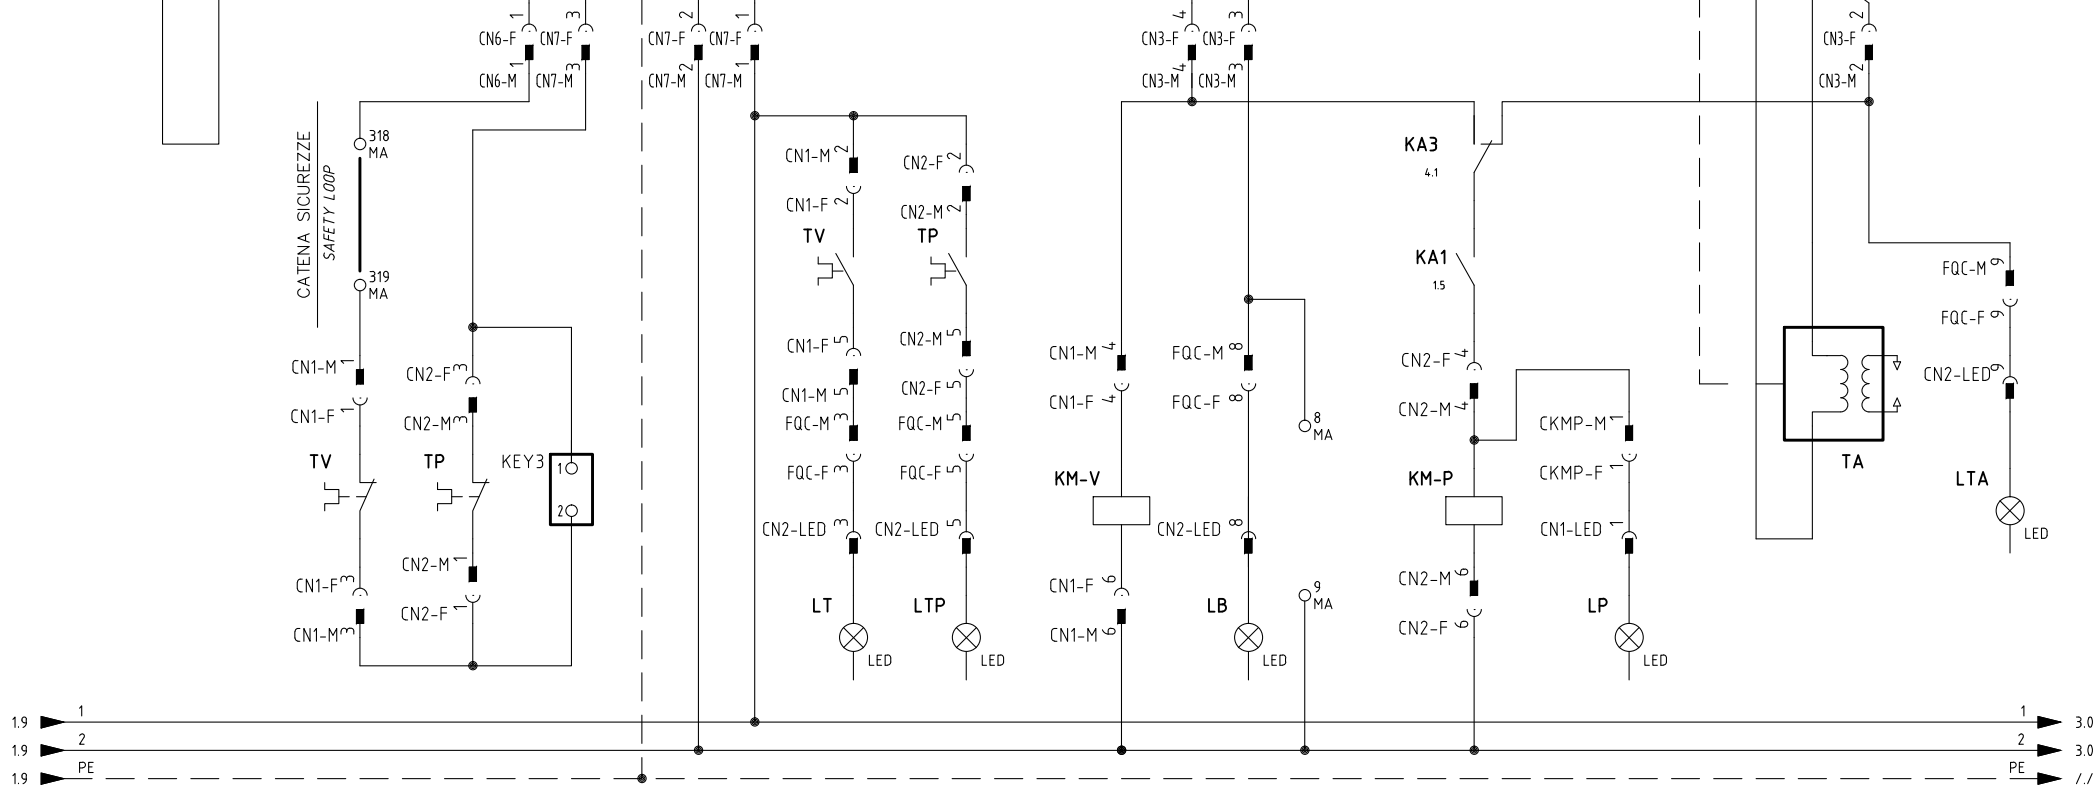 1 3 2 1 4 3 2
CN6-F CN7-F CN7-F CN7-F CN3-F CN3-F CN3-F
1 3 2 1 4 3 2
CN6-M CN7-M CN7-M CN7-M CN3-M CN3-M CN3-M
CATENA SICUREZZE
SAFETY LOOP
318
MA
319
MA
CN1-M 1
CN1-F 1
TV
CN1-F 3
CN1-M 3
CN2-F 3
CN2-M 3
TP
CN2-M 1
CN2-F 1
KEY3
1
2
CN1-M 2
CN1-F 2
TV
CN1-F 5
CN1-M 5
FQC-M 3
FQC-F 3
CN2-LED 3
LT
LED
CN2-F 2
CN2-M 2
TP
CN2-M 5
CN2-F 5
FQC-M 5
FQC-F 5
CN2-LED 5
LTP
LED
CN1-M 4
CN1-F 4
KM-V
CN1-F 6
CN1-M 6
FQC-M 8
FQC-F 8
CN2-LED 8
LB
LED
8
MA
9
MA
KA3
4.1
KA1
1.5
CN2-F 4
CN2-M 4
KM-P
CN2-M 6
CN2-F 6
CKMP-M 1
CKMP-F 1
CN1-LED 1
LP
LED
TA
FQC-M 9
FQC-F 9
CN2-LED 9
LTA
LED
1.9 1 1 3.0
1.9 2 2 3.0
1.9 PE PE /./